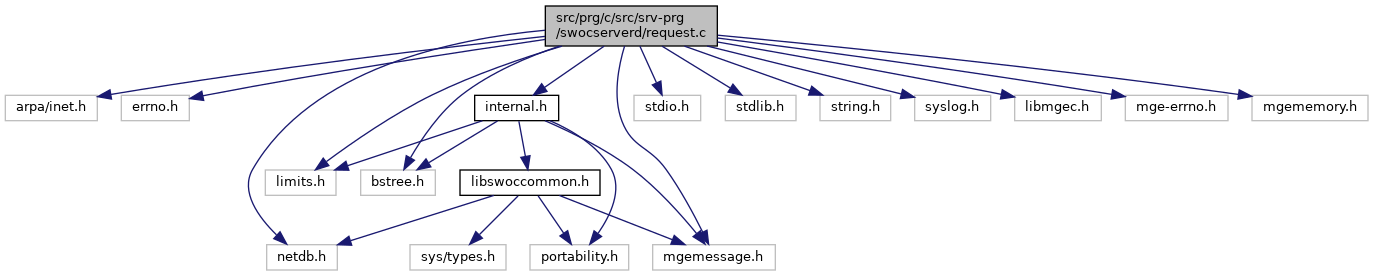 src/prg/c/src/srv-prg
/swocserverd/request.c
arpa/inet.h
errno.h
internal.h
stdio.h
stdlib.h
string.h
syslog.h
libmgec.h
mge-errno.h
mgememory.h
limits.h
bstree.h
libswoccommon.h
netdb.h
sys/types.h
portability.h
mgemessage.h